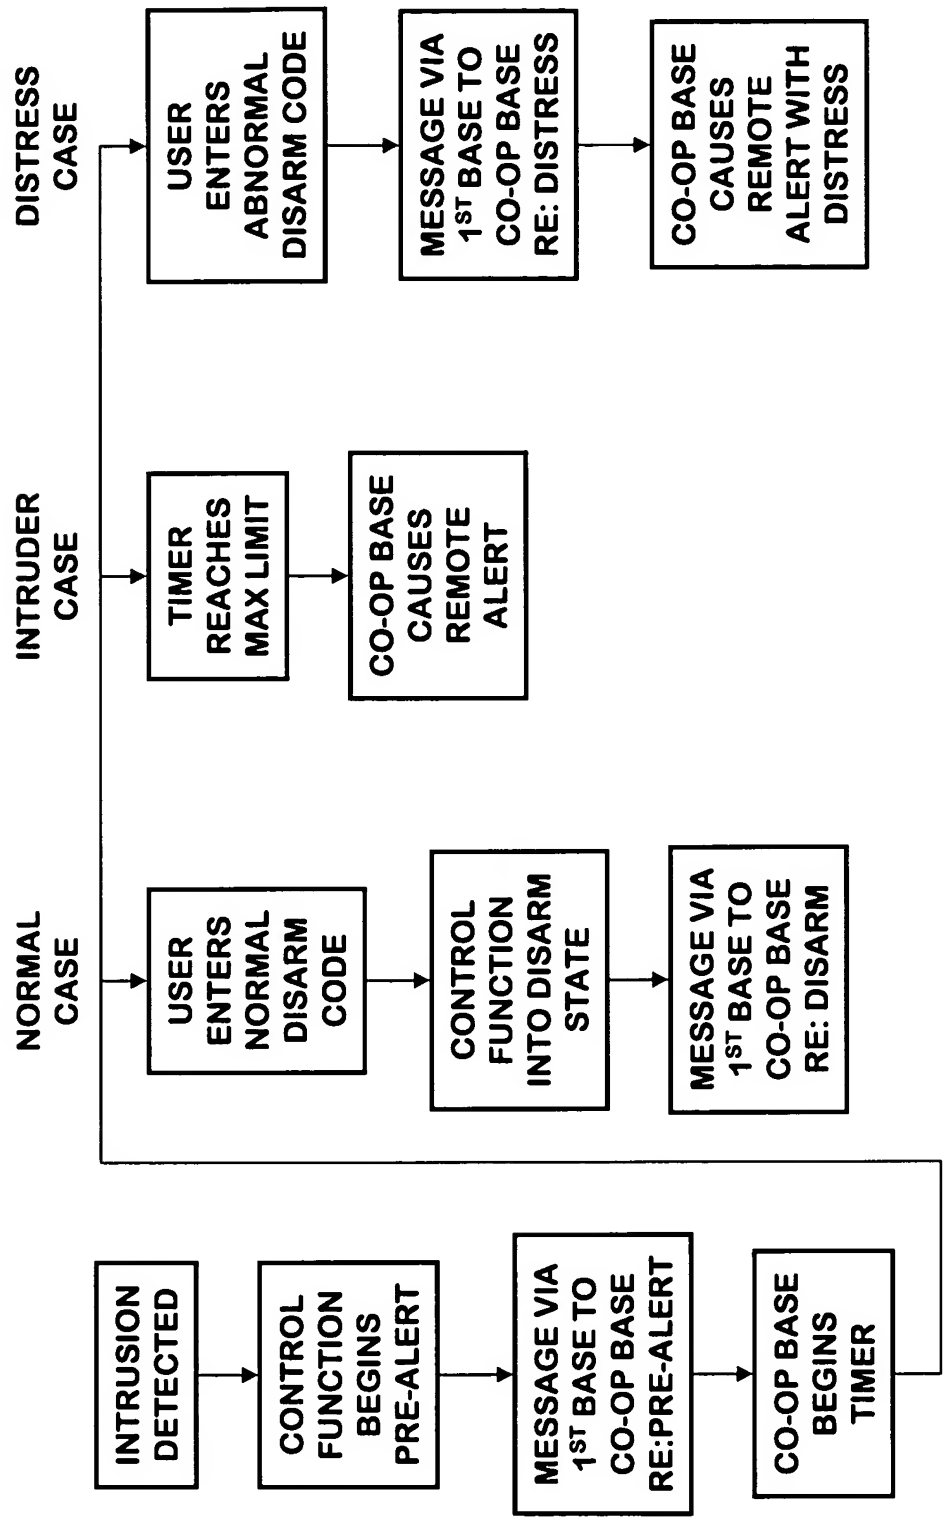 INTRUSION
DETECTED
CONTROL
FUNCTION
BEGINS
PRE-ALERT
MESSAGE VIA
1ST BASE TO
CO-OP BASE
RE:PRE-ALERT
CO-OP BASE
BEGINS
TIMER
NORMAL
CASE
USER
ENTERS
NORMAL
DISARM
CODE
CONTROL
FUNCTION
INTO DISARM
STATE
MESSAGE VIA
1ST BASE TO
CO-OP BASE
RE: DISARM
INTRUDER
CASE
TIMER
REACHES
MAX LIMIT
CO-OP BASE
CAUSES
REMOTE
ALERT
DISTRESS
CASE
USER
ENTERS
ABNORMAL
DISARM CODE
MESSAGE VIA
1ST BASE TO
CO-OP BASE
RE: DISTRESS
CO-OP BASE
CAUSES
REMOTE
ALERT WITH
DISTRESS